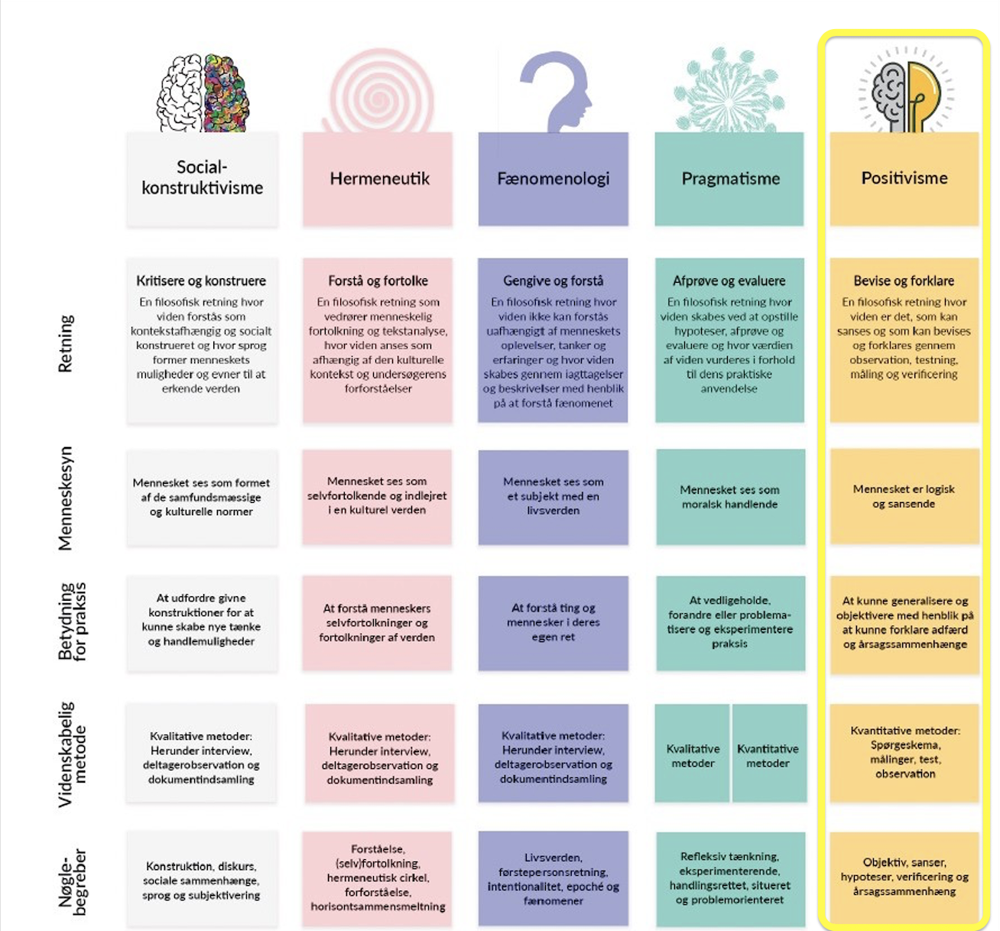 Social-
konstruktivisme
Hermeneutik
Fænomenologi
Pragmatisme
Positivisme
Retning
Kritisere og konstruere
En filosofisk retning hvor
viden forstås som
kontekstafhængig og socialt
konstrueret og hvor sprog
former menneskets
muligheder og evner til at
erkende verden
Forstå og fortolke
En filosofisk retning som
vedrører menneskelig
fortolkning og tekstanalyse,
hvor viden anses som
afhængig af den kulturelle
kontekst og undersøgerens
forforståelser
Gengive og forstå
En filosofisk retning hvor
viden ikke kan forstås
uafhængigt af menneskets
oplevelser, tanker og
erfaringer og hvor viden
skabes gennem iagttagelser
og beskrivelser med henblik
på at forstå fænomenet
Afprøve og evaluere
En filosofisk retning hvor
viden skabes ved at opstille
hypoteser, afprøve og
evaluere og hvor værdien
af viden vurderes i forhold
til dens praktiske
anvendelse
Bevise og forklare
En filosofisk retning hvor
viden er det, som kan
sanses og som kan bevises
og forklares gennem
observation, testning,
måling og verificering
Menneskesyn
Mennesket ses som formet
af de samfundsmæssige
og kulturelle normer
Mennesket ses som
selvfortolkende og indlejret
i en kulturel verden
Mennesket ses som
et subjekt med en
livsverden
Mennesket ses som
moralsk handlende
Mennesket er logisk
og sansende
Betydning
for praksis
At udfordre givne
konstruktioner for at
kunne skabe nye tænke
og handlemuligheder
At forstå menneskers
selvfortolkninger og
fortolkninger af verden
At forstå ting og
mennesker i deres
egen ret
At vedligeholde,
forandre eller problema-
tisere og eksperimentere
praksis
At kunne generalisere og
objektivere med henblik på
at kunne forklare adfærd
og årsagssammenhænge
Videnskabelig
metode
Kvalitative metoder:
Herunder interview,
deltagerobservation og
dokumentindsamling
Kvalitative metoder:
Herunder interview,
deltagerobservation og
dokumentindsamling
Kvalitative metoder:
Herunder interview,
deltagerobservation og
dokumentindsamling
Kvalitative
metoder
Kvantitative
metoder
Kvantitative metoder:
Spørgeskema,
målinger, test,
observation
Nøgle-
begreber
Konstruktion, diskurs,
sociale sammenhænge,
sprog og subjektivering
Forståelse,
(selv)fortolkning,
hermeneutisk cirkel,
forforståelse,
horisontsammensmeltning
Livsverden,
førstepersonsretning,
intentionalitet, epoché og
fænomener
Refleksiv tænkning,
eksperimenterende,
handlingsrettet, situeret
og problemorienteret
Objektiv, sanser,
hypoteser, verificering og
årsagssammenhæng